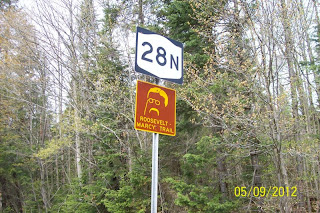 28N
ROOSEVELT-
MARCY TRAIL
05/09/2012